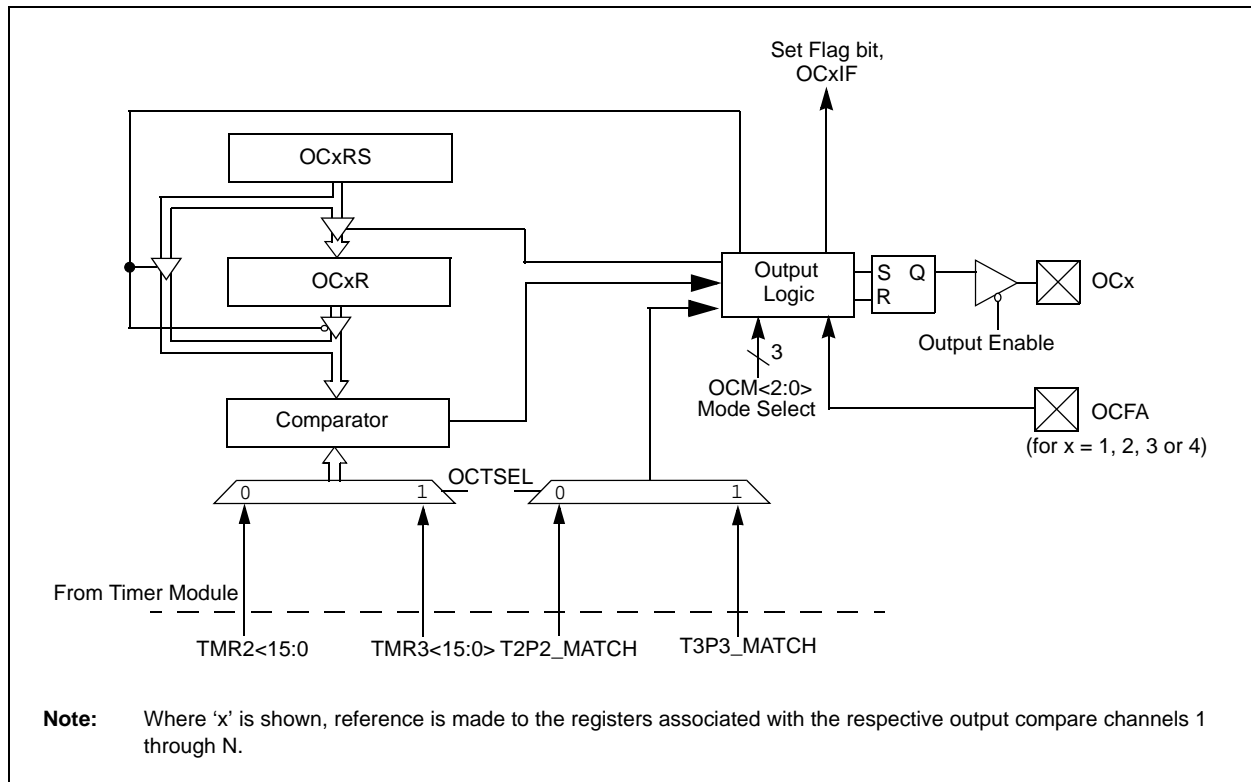 Set Flag bit,
OCxIF
OCxRS
OCxR
Output
Logic
S Q
R
OCx
Output Enable
3
OCM<2:0>
Mode Select
OCFA
(for x = 1, 2, 3 or 4)
Comparator
0 1
OCTSEL
0 1
From Timer Module
TMR2<15:0 TMR3<15:0> T2P2_MATCH T3P3_MATCH
Note: Where ‘x’ is shown, reference is made to the registers associated with the respective output compare channels 1
through N.